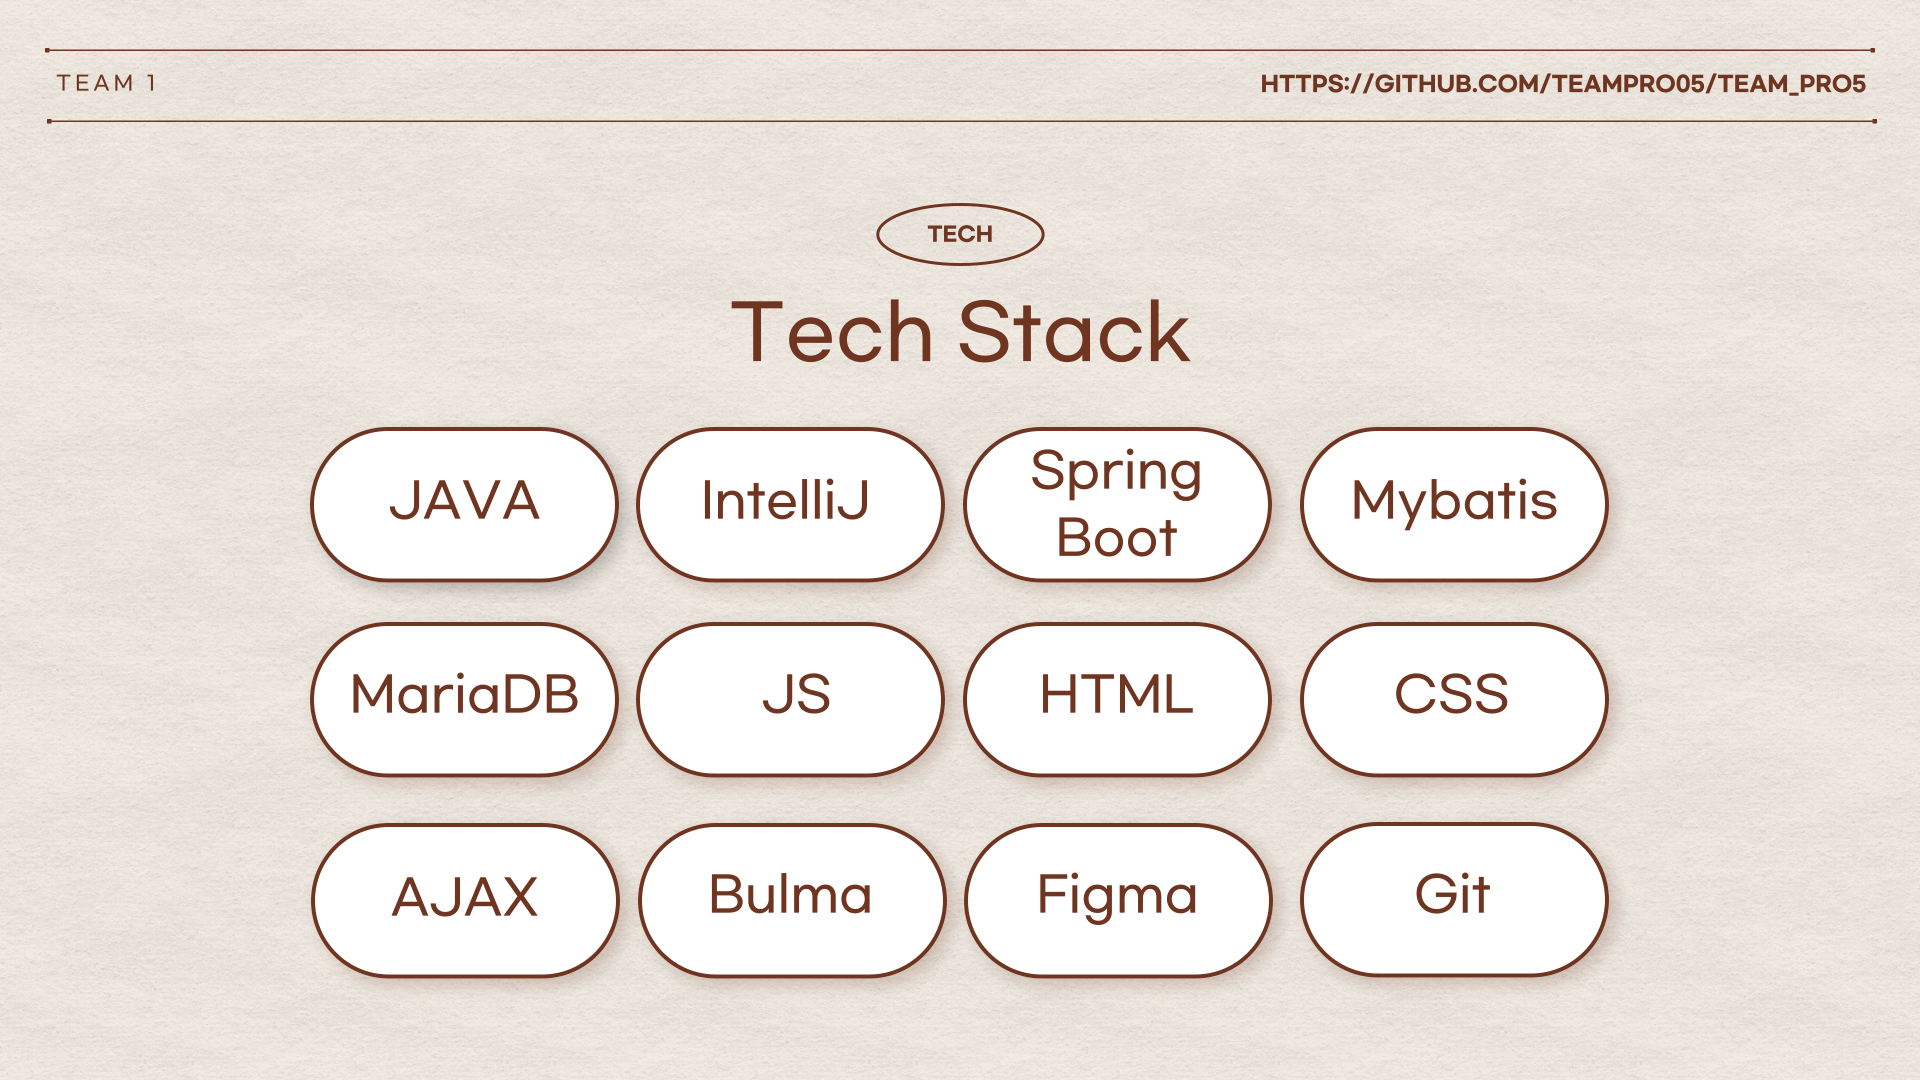 TEAM 1
HTTPS://GITHUB.COM/TEAMPRO05/TEAM_PRO5
TECH
Tech Stack
JAVA
IntelliJ
Spring
Boot
Mybatis
MariaDB
JS
HTML
CSS
AJAX
Bulma
Figma
Git